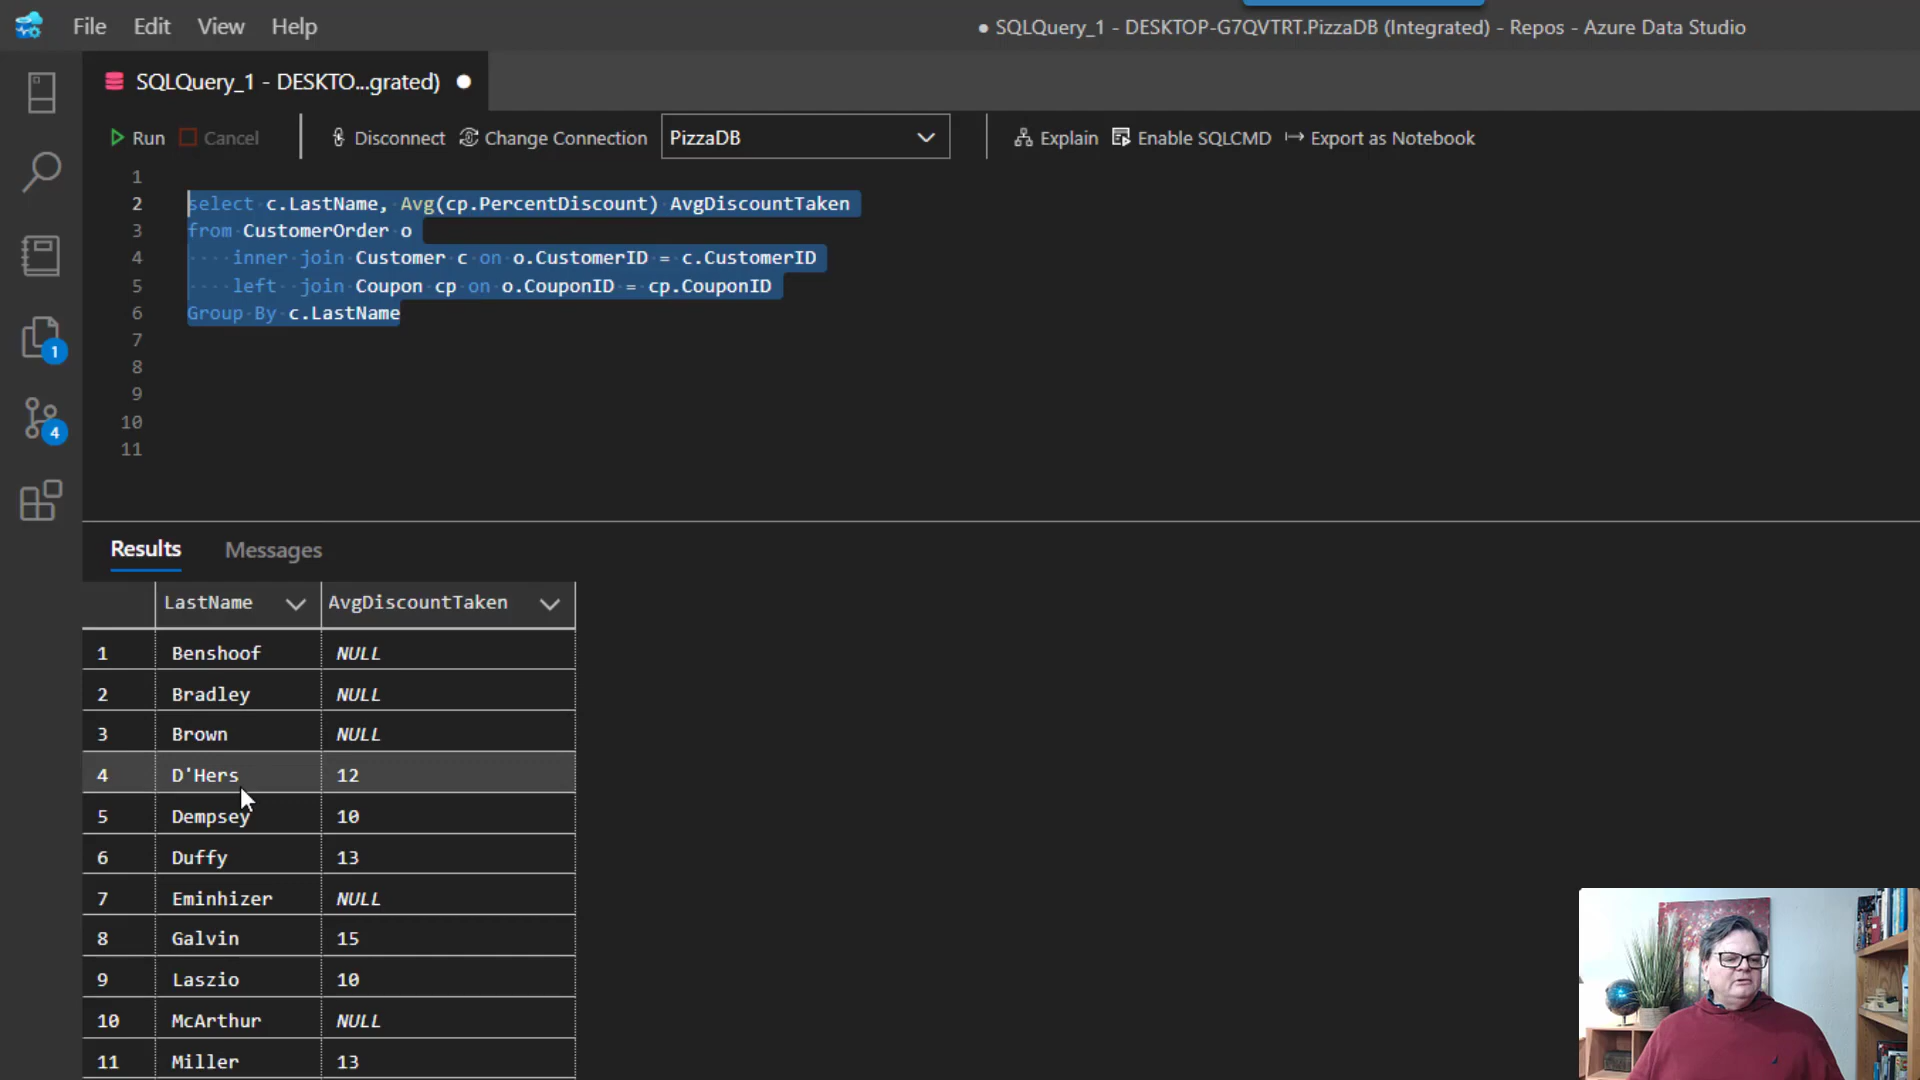 File Edit View Help
● SQLQuery_1 - DESKTOP-G7QVTRT.PizzaDB (Integrated) - Repos - Azure Data Studio
SQLQuery_1 - DESKTO...grated) ●
Run Cancel Disconnect Change Connection PizzaDB Explain Enable SQLCMD Export as Notebook
1
2 select c.LastName, Avg(cp.PercentDiscount) AvgDiscountTaken
3 from CustomerOrder o
4 inner join Customer c on o.CustomerID = c.CustomerID
5 left join Coupon cp on o.CouponID = cp.CouponID
6 Group By c.LastName
7
8
9
10
11
1
4
Results Messages
LastName AvgDiscountTaken
1 Benshoof NULL
2 Bradley NULL
3 Brown NULL
4 D'Hers 12
5 Dempsey 10
6 Duffy 13
7 Eminhizer NULL
8 Galvin 15
9 Laszio 10
10 McArthur NULL
11 Miller 13